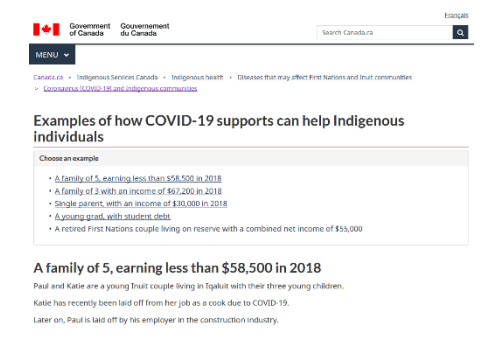 Français
Government of Canada
Gouvernement du Canada
Search Canada.ca
MENU
Canada.ca • Indigenous Services Canada • Indigenous health • Diseases that may affect First Nations and Inuit communities
> Coronavirus (COVID-19) and Indigenous communities
Examples of how COVID-19 supports can help Indigenous
individuals
Choose an example
• A family of 5, earning less than $58,500 in 2018
• A family of 3 with an income of $67,200 in 2018
• Single parent, with an income of $30,000 in 2018
• A young grad, with student debt
• A retired First Nations couple living on reserve with a combined net income of $55,000
A family of 5, earning less than $58,500 in 2018
Paul and Katie are a young Inuit couple living in Iqaluit with their three young children.
Katie has recently been laid off from her job as a cook due to COVID-19.
Later on, Paul is laid off by his employer in the construction industry.